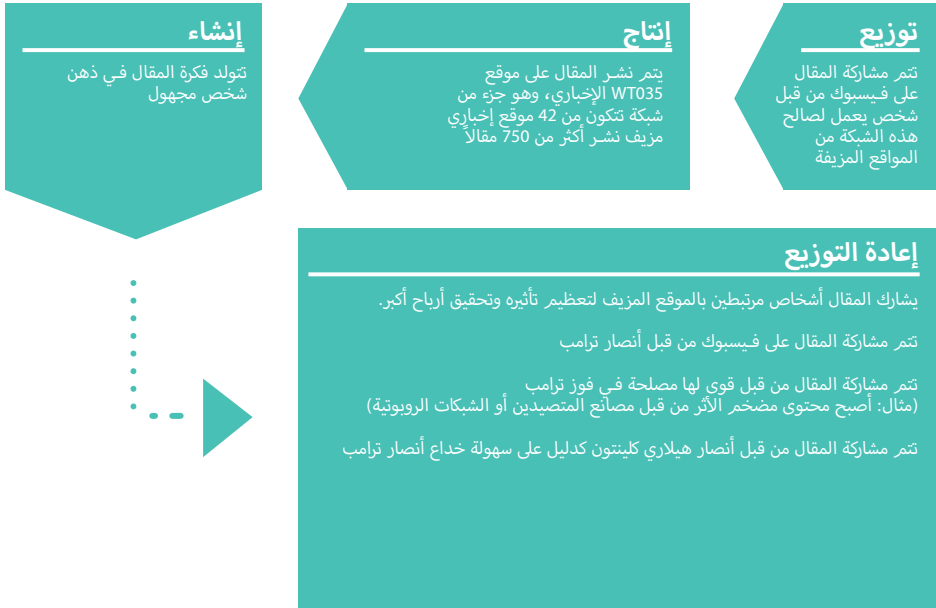 توزيع
تتم مشاركة المقال
على فيسبوك من قبل
شخص يعمل لصالح
هذه الشبكة من
المواقع المزيفة
إنتاج
يتم نشر المقال على موقع
WT035 الإخباري، وهو جزء من
شبكة تتكون من 42 موقع إخباري
مزيف نشر أكثر من 750 مقالاً
إنشاء
تتولد فكرة المقال في ذهن
شخص مجهول
إعادة التوزيع
يشارك المقال أشخاص مرتبطين بالموقع المزيف لتعظيم تأثيره وتحقيق أرباح أكبر.
تتم مشاركة المقال على فيسبوك من قبل أنصار ترامب
تتم مشاركة المقال من قبل قوى لها مصلحة في فوز ترامب
(مثال: أصبح محتوى مضخم الأثر من قبل مصانع المتصيدين أو الشبكات الروبوتية)
تتم مشاركة المقال من قبل أنصار هيلاري كلينتون كدليل على سهولة خداع أنصار ترامب